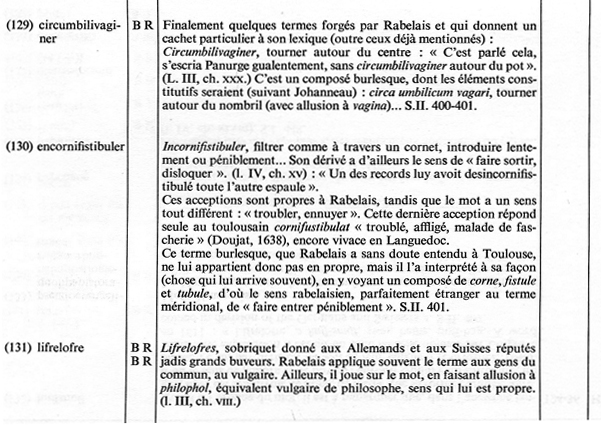 (129) circumbilivagi-
ner
B R
Finalement quelques termes forgés par Rabelais et qui donnent un
cachet particulier à son lexique (outre ceux déjà mentionnés) :
Circumbilivaginer, tourner autour du centre : « C'est parlé cela,
s'escria Panurge gualentement, sans circumbilivaginer autour du pot ».
(L. III, ch. xxx.) C'est un composé burlesque, dont les éléments cons-
titutifs seraient (suivant Johanneau) : circa umbilicum vagari, tourner
autour du nombril (avec allusion à vagina)... S.II. 400-401.
(130) encornifistibuler
Incornifistibuler, filtrer comme à travers un cornet, introduire lente-
ment ou péniblement... Son dérivé a d'ailleurs le sens de « faire sortir,
disloquer ». (l. IV, ch. xv) : « Un des records luy avoit desincornifis-
tibulé toute l'autre espaule ».
Ces acceptions sont propres à Rabelais, tandis que le mot a un sens
tout différent : « troubler, ennuyer ». Cette dernière acception répond
seule au toulousain cornifustibulat « troublé, affligé, malade de fas-
cherie » (Doujat, 1638), encore vivace en Languedoc.
Ce terme burlesque, que Rabelais a sans doute entendu à Toulouse,
ne lui appartient donc pas en propre, mais il l'a interprété à sa façon
(chose qui lui arrive souvent), en y voyant un composé de corne, fistule
et tubule, d'où le sens rabelaisien, parfaitement étranger au terme
méridional, de « faire entrer péniblement ». S.II. 401.
(131) lifrelofre
B R
B R
Lifrelofres, sobriquet donné aux Allemands et aux Suisses réputés
jadis grands buveurs. Rabelais applique souvent le terme aux gens du
commun, au vulgaire. Ailleurs, il joue sur le mot, en faisant allusion à
philophol, équivalent vulgaire de philosophe, sens qui lui est propre.
(l. III, ch. VIII.)